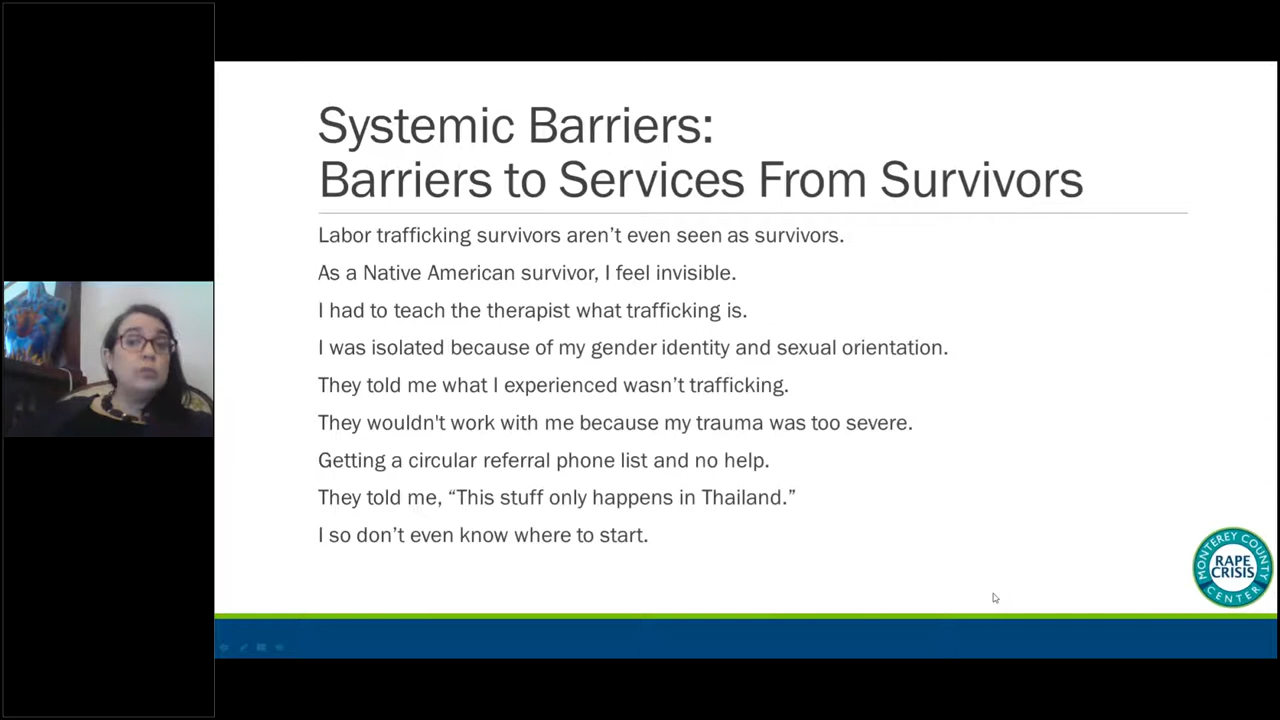 Systemic Barriers:
Barriers to Services From Survivors
Labor trafficking survivors aren’t even seen as survivors.
As a Native American survivor, I feel invisible.
I had to teach the therapist what trafficking is.
I was isolated because of my gender identity and sexual orientation.
They told me what I experienced wasn’t trafficking.
They wouldn't work with me because my trauma was too severe.
Getting a circular referral phone list and no help.
They told me, “This stuff only happens in Thailand.”
I so don’t even know where to start.
MONTEREY COUNTY
RAPE
CRISIS
CENTER